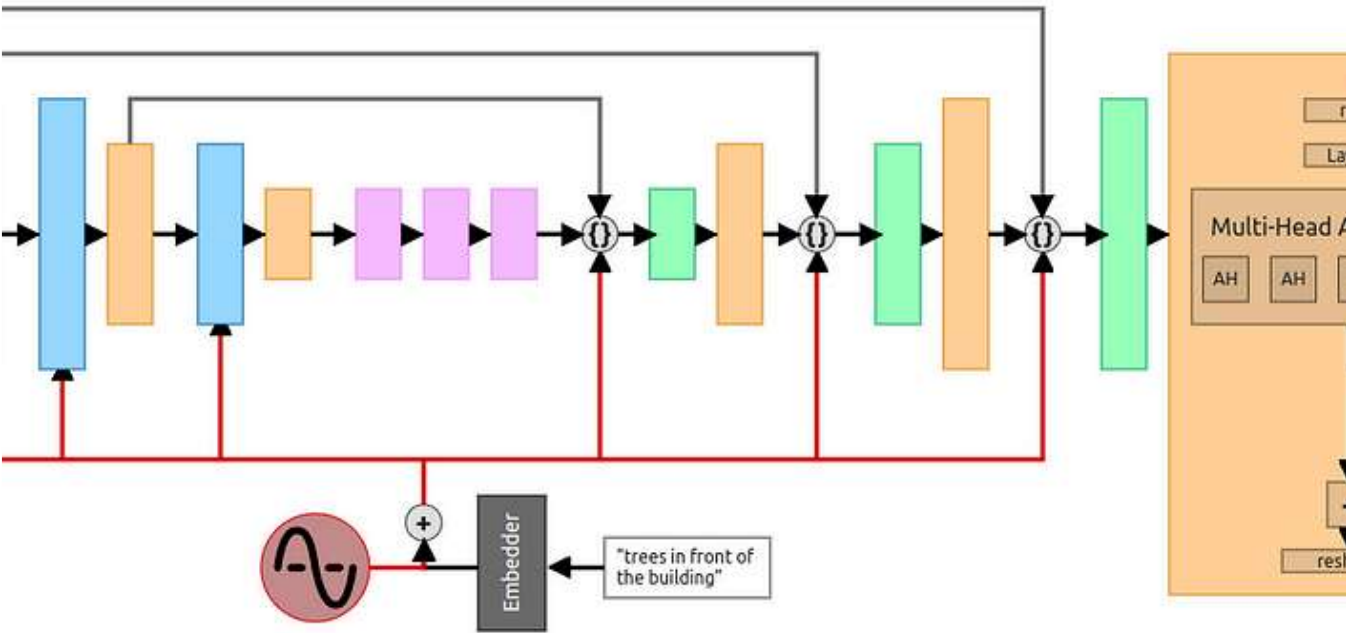 {}
{}
{}
Multi-Head
AH
AH
+
Embedder
"trees in front of
the building"